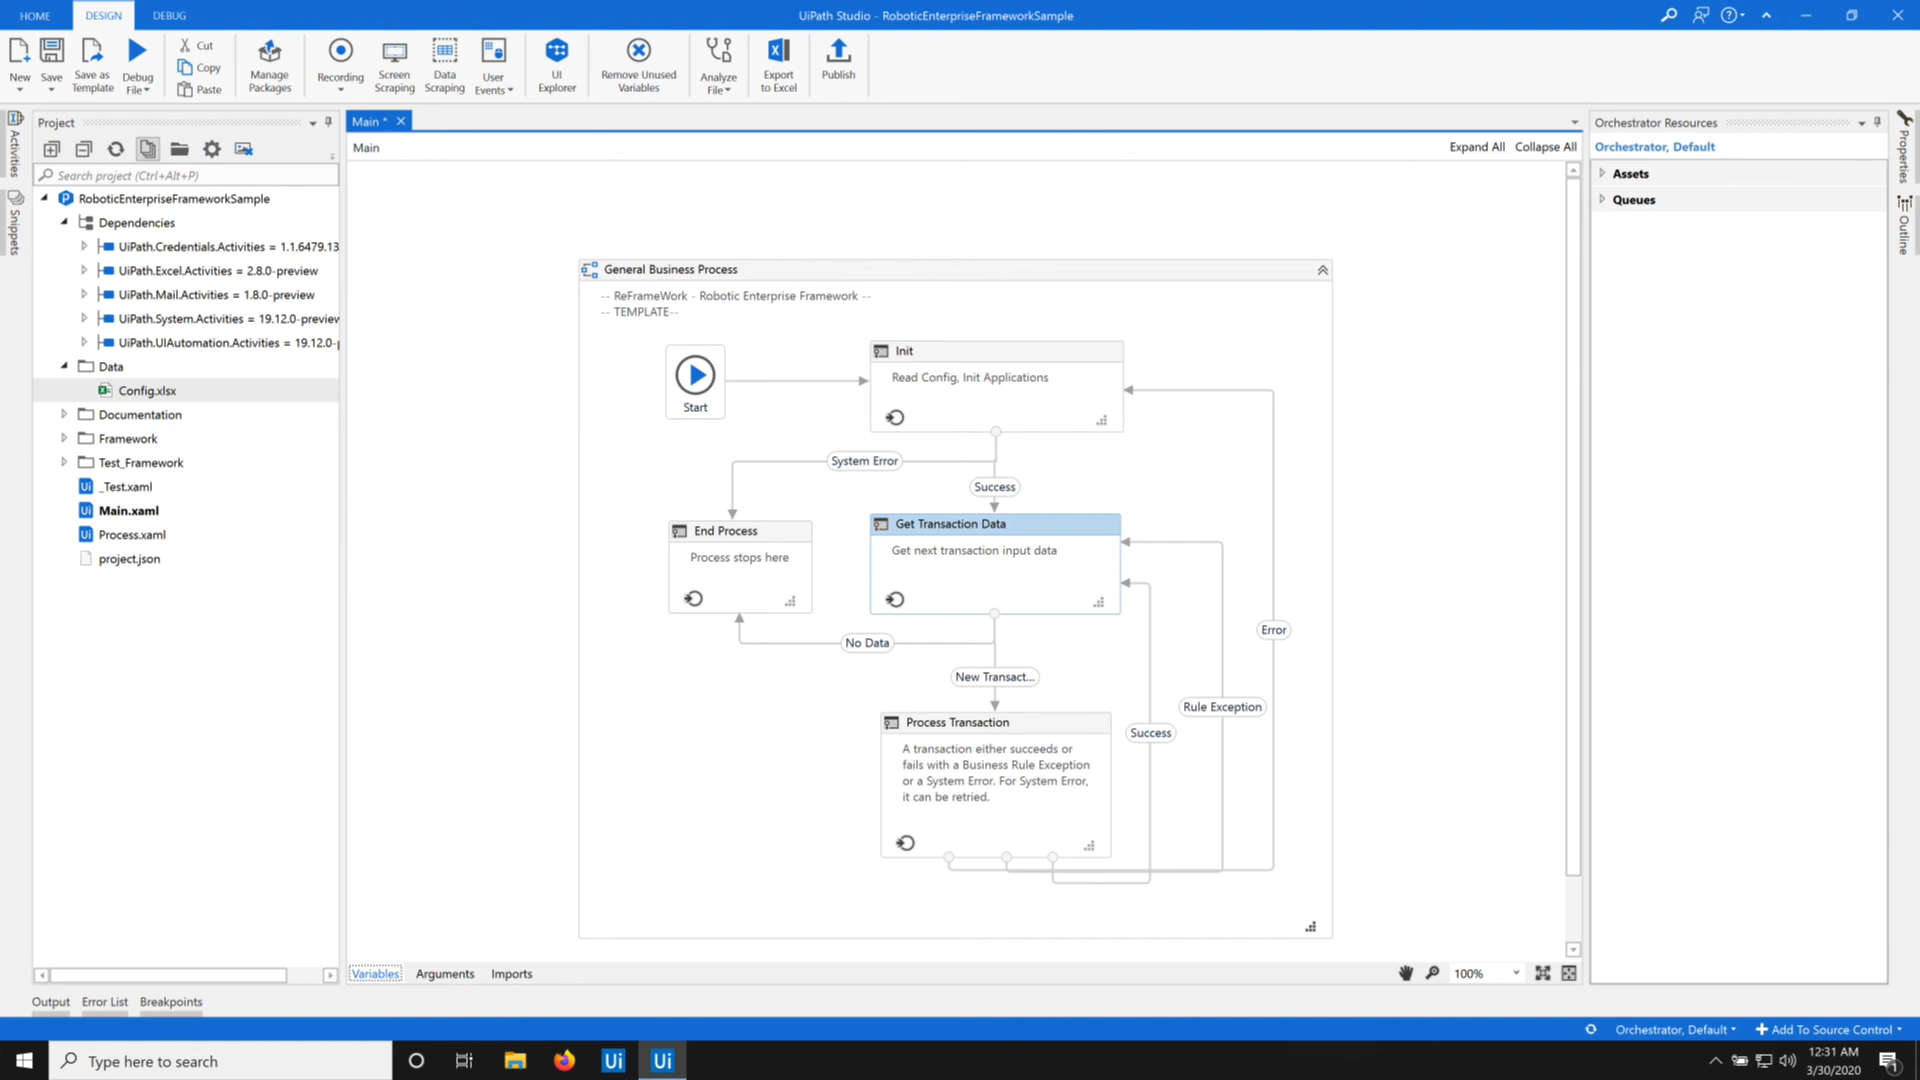 HOME
DESIGN
DEBUG
UiPath Studio - RoboticEnterpriseFrameworkSample
New
Save
Save as Template
Debug File
Cut
Copy
Paste
Manage Packages
Recording
Screen Scraping
Data Scraping
User Events
UI Explorer
Remove Unused Variables
Analyze File
Export to Excel
Publish
Activities
Snippets
Project
Search project (Ctrl+Alt+P)
RoboticEnterpriseFrameworkSample
Dependencies
UiPath.Credentials.Activities = 1.1.6479.13
UiPath.Excel.Activities = 2.8.0-preview
UiPath.Mail.Activities = 1.8.0-preview
UiPath.System.Activities = 19.12.0-preview
UiPath.UIAutomation.Activities = 19.12.0-
Data
Config.xlsx
Documentation
Framework
Test_Framework
Ui _Test.xaml
Ui Main.xaml
Ui Process.xaml
project.json
Main *
Main
Expand All
Collapse All
General Business Process
-- ReFrameWork - Robotic Enterprise Framework --
-- TEMPLATE--
Start
Init
Read Config, Init Applications
System Error
Success
End Process
Process stops here
Get Transaction Data
Get next transaction input data
No Data
New Transact...
Process Transaction
A transaction either succeeds or
fails with a Business Rule Exception
or a System Error. For System Error,
it can be retried.
Success
Rule Exception
Error
Variables
Arguments
Imports
100%
Orchestrator Resources
Orchestrator, Default
Assets
Queues
Properties
Outline
Output
Error List
Breakpoints
Orchestrator, Default
Add To Source Control
Type here to search
Ui
Ui
12:31 AM
3/30/2020
1